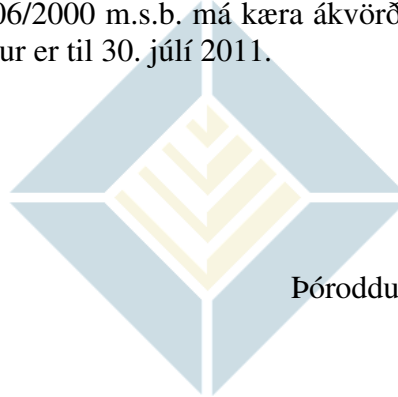 06/2000 m.s.b. má kæra ákvörð
ur er til 30. júlí 2011.
Þóroddu